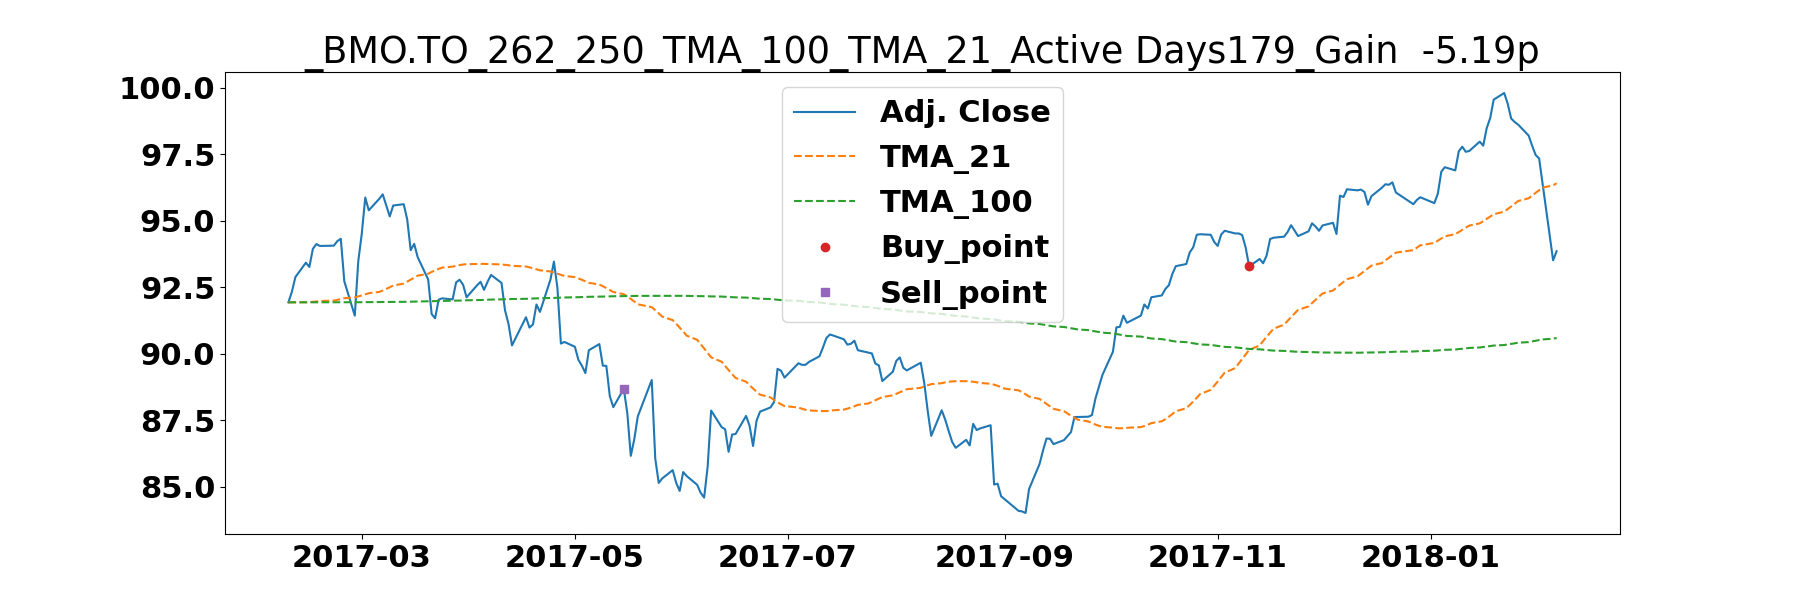 _BMO.TO_262_250_TMA_100_TMA_21_Active Days179_Gain  -5.19p
100.0
97.5
95.0
92.5
90.0
87.5
85.0
Adj. Close
TMA_21
TMA_100
Buy_point
Sell_point
2017-03 2017-05 2017-07 2017-09 2017-11 2018-01